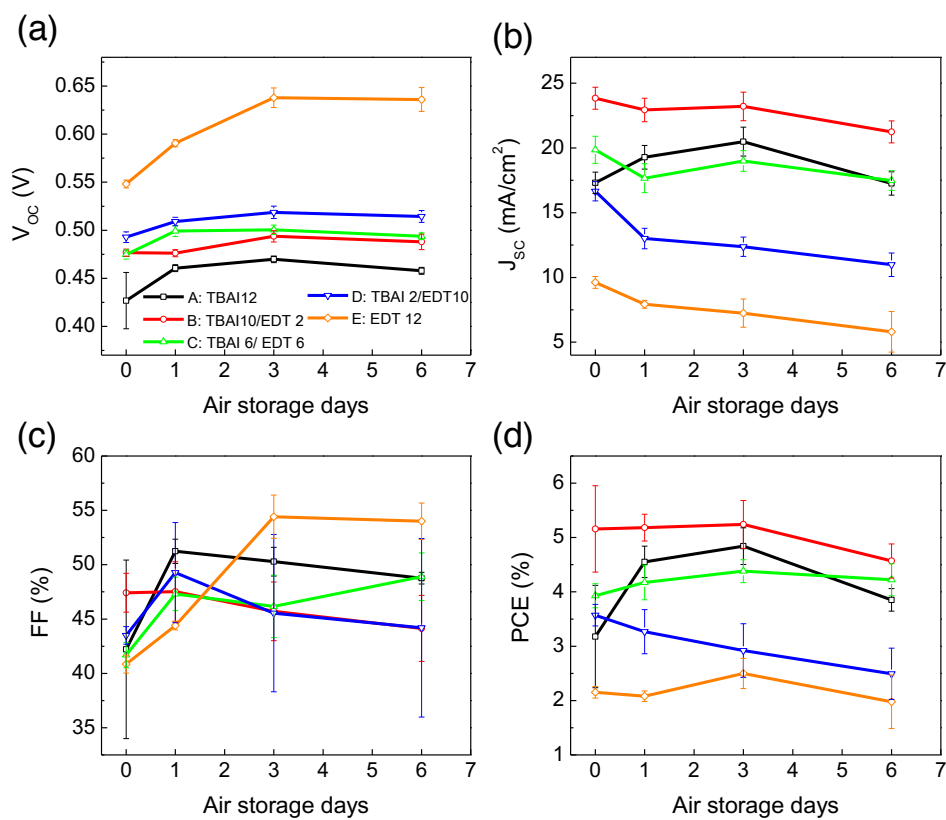 (a)
V_OC (V)
0.65
0.60
0.55
0.50
0.45
0.40
A: TBAI12
B: TBAI10/EDT 2
C: TBAI 6/ EDT 6
D: TBAI 2/EDT10
E: EDT 12
0 1 2 3 4 5 6 7
Air storage days
(b)
J_SC (mA/cm²)
25
20
15
10
5
0 1 2 3 4 5 6 7
Air storage days
(c)
FF (%)
60
55
50
45
40
35
0 1 2 3 4 5 6 7
Air storage days
(d)
PCE (%)
6
5
4
3
2
1
0 1 2 3 4 5 6 7
Air storage days